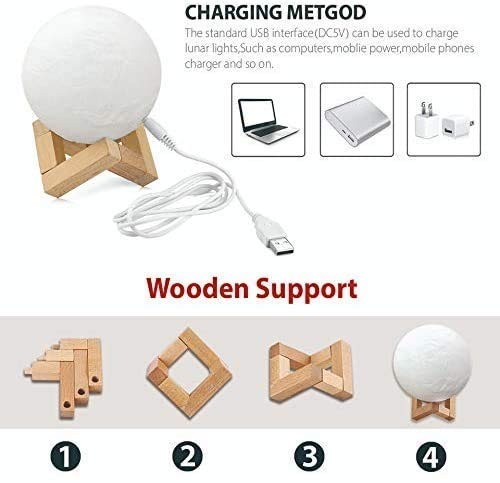 CHARGING METGOD
The standard USB interface(DC5V) can be used to charge
lunar lights,Such as computers,moblie power,mobile phones
charger and so on.
Wooden Support
1 2 3 4